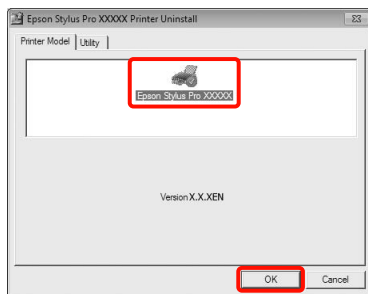 Epson Stylus Pro XXXXX Printer Uninstall
Printer Model Utility
Epson Stylus Pro XXXXX
Version X.X.XEN
OK Cancel